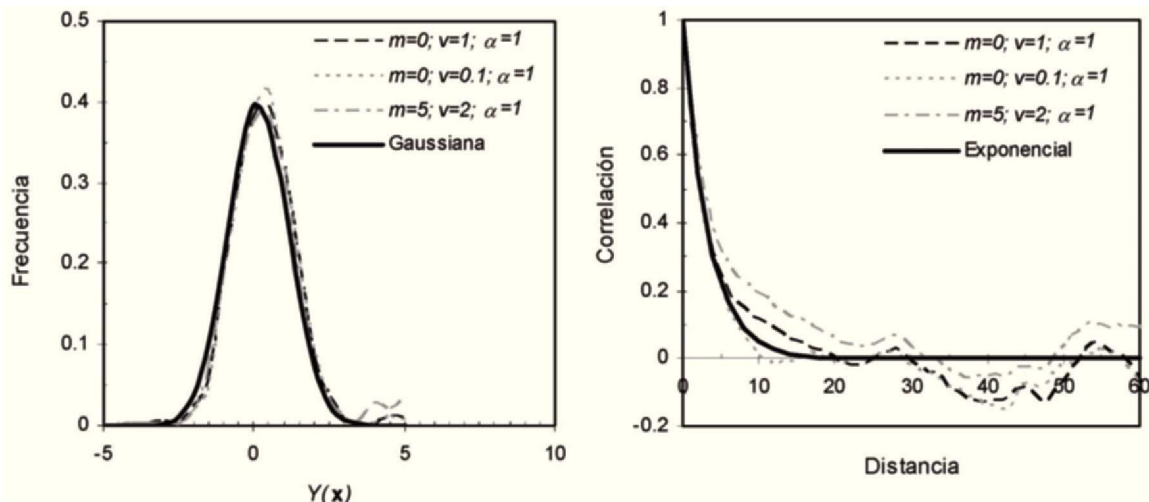 0.5
0.4
0.3
0.2
0.1
0
Frecuencia
m=0; v=1; α=1
m=0; v=0.1; α=1
m=5; v=2; α=1
Gaussiana
-5
0
5
10
Y(x)
1
0.8
0.6
0.4
0.2
0
-0.2
Correlación
m=0; v=1; α=1
m=0; v=0.1; α=1
m=5; v=2; α=1
Exponencial
0
10
20
30
40
50
60
Distancia